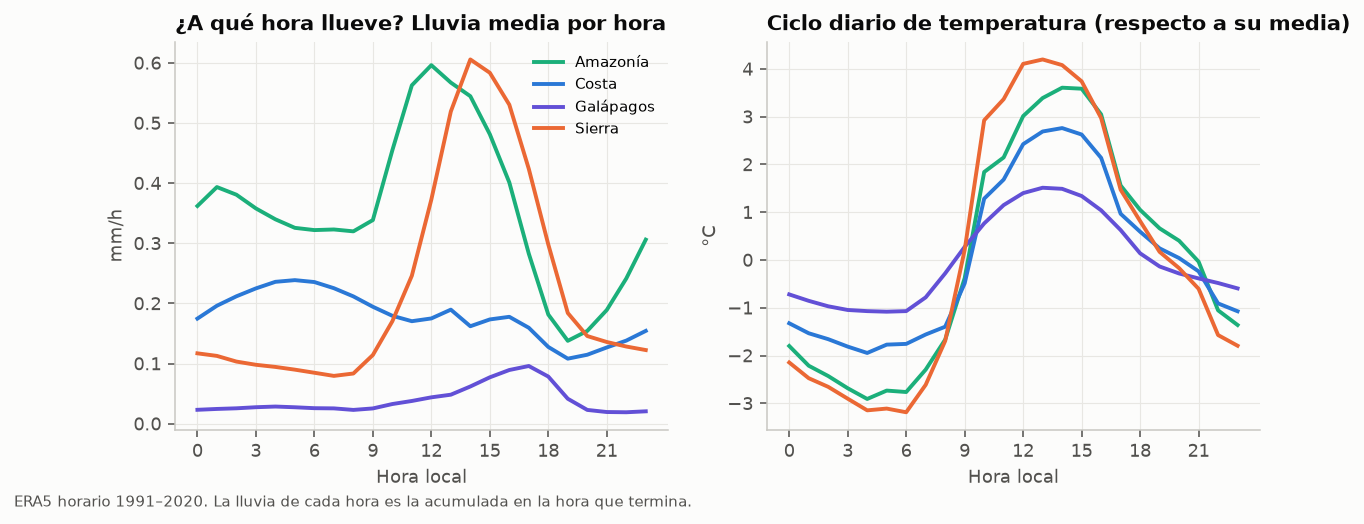 ¿A qué hora llueve? Lluvia media por hora
mm/h
0.6
0.5
0.4
0.3
0.2
0.1
0.0
Amazonía
Costa
Galápagos
Sierra
0 3 6 9 12 15 18 21
Hora local
Ciclo diario de temperatura (respecto a su media)
°C
4
3
2
1
0
−1
−2
−3
0 3 6 9 12 15 18 21
Hora local
ERA5 horario 1991–2020. La lluvia de cada hora es la acumulada en la hora que termina.